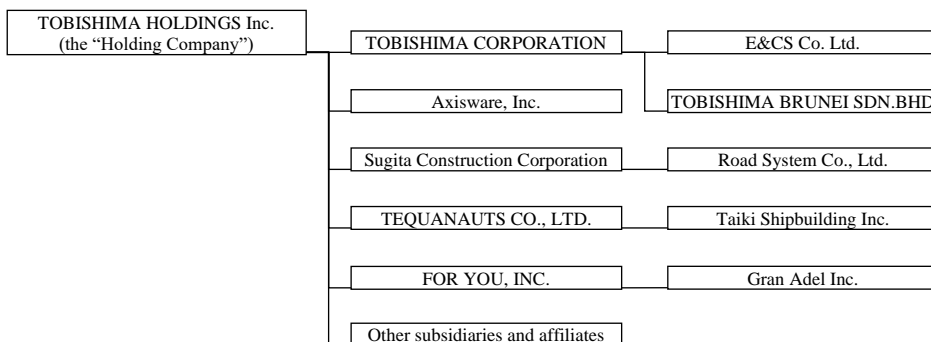 TOBISHIMA HOLDINGS Inc.
(the “Holding Company”)
TOBISHIMA CORPORATION
E&CS Co. Ltd.
Axisware, Inc.
TOBISHIMA BRUNEI SDN.BHD
Sugita Construction Corporation
Road System Co., Ltd.
TEQUANAUTS CO., LTD.
Taiki Shipbuilding Inc.
FOR YOU, INC.
Gran Adel Inc.
Other subsidiaries and affiliates